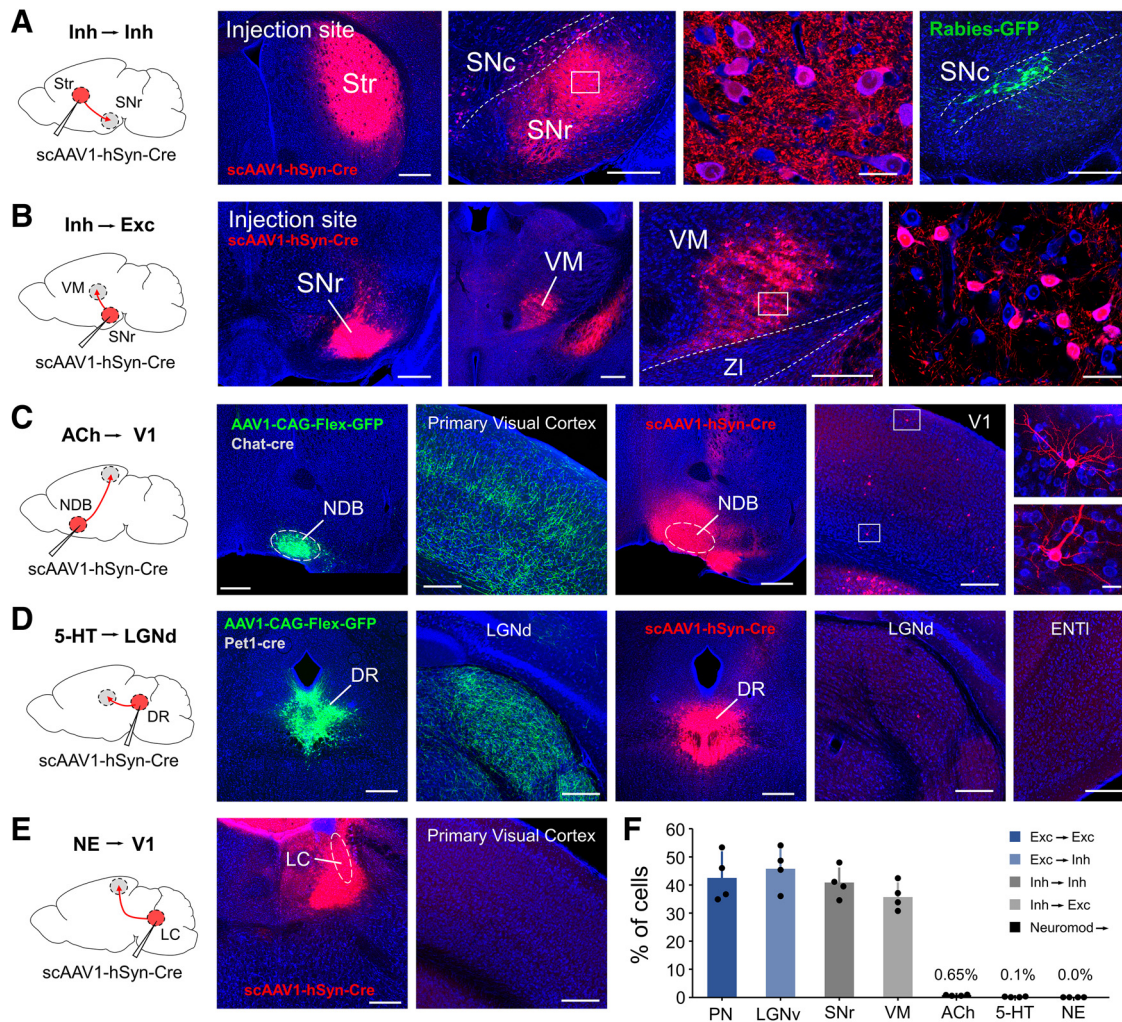 A
Inh → Inh
Str
SNr
scAAV1-hSyn-Cre
Injection site
Str
scAAV1-hSyn-Cre
SNc
SNr
Rabies-GFP
SNc
B
Inh → Exc
VM
SNr
scAAV1-hSyn-Cre
Injection site
scAAV1-hSyn-Cre
SNr
VM
VM
ZI
C
ACh → V1
NDB
scAAV1-hSyn-Cre
AAV1-CAG-Flex-GFP
Chat-cre
NDB
Primary Visual Cortex
scAAV1-hSyn-Cre
NDB
V1
D
5-HT → LGNd
DR
scAAV1-hSyn-Cre
AAV1-CAG-Flex-GFP
Pet1-cre
DR
LGNd
scAAV1-hSyn-Cre
DR
LGNd
ENTl
E
NE → V1
LC
scAAV1-hSyn-Cre
LC
scAAV1-hSyn-Cre
Primary Visual Cortex
F
% of cells
60
50
40
30
20
10
0
Exc → Exc
Exc → Inh
Inh → Inh
Inh → Exc
Neuromod →
0.65% 0.1% 0.0%
PN LGNv SNr VM ACh 5-HT NE